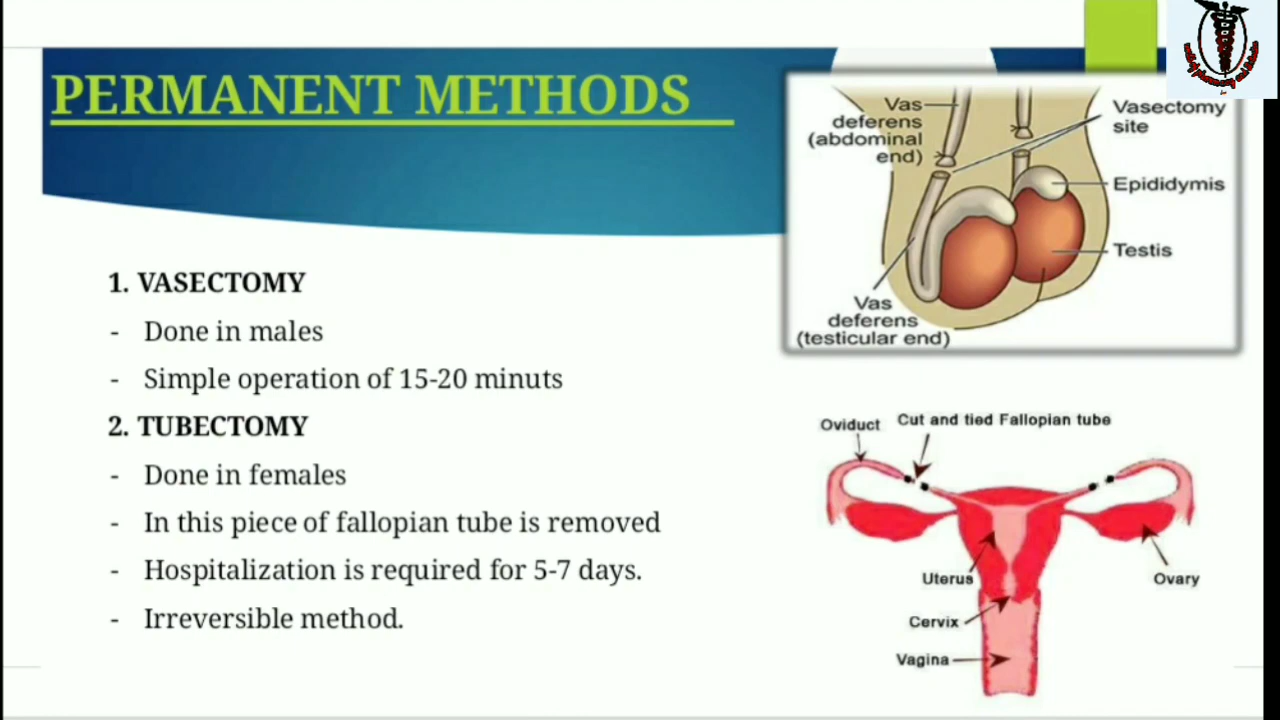 PERMANENT METHODS
1. VASECTOMY
- Done in males
- Simple operation of 15-20 minuts
2. TUBECTOMY
- Done in females
- In this piece of fallopian tube is removed
- Hospitalization is required for 5-7 days.
- Irreversible method.
Vas
deferens
(abdominal
end)
Vasectomy
site
Epididymis
Testis
Vas
deferens
(testicular end)
Oviduct
Cut and tied Fallopian tube
Uterus
Ovary
Cervix
Vagina